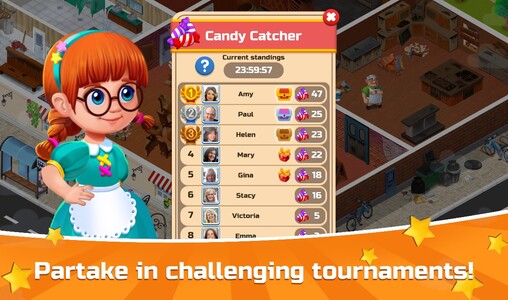 Candy Catcher
Current standings
?
23:59:57
1 Amy 47
2 Paul 25
3 Helen 23
4 Mary 22
5 Gina 18
6 Stacy 16
7 Victoria 5
8 Emma
Partake in challenging tournaments!